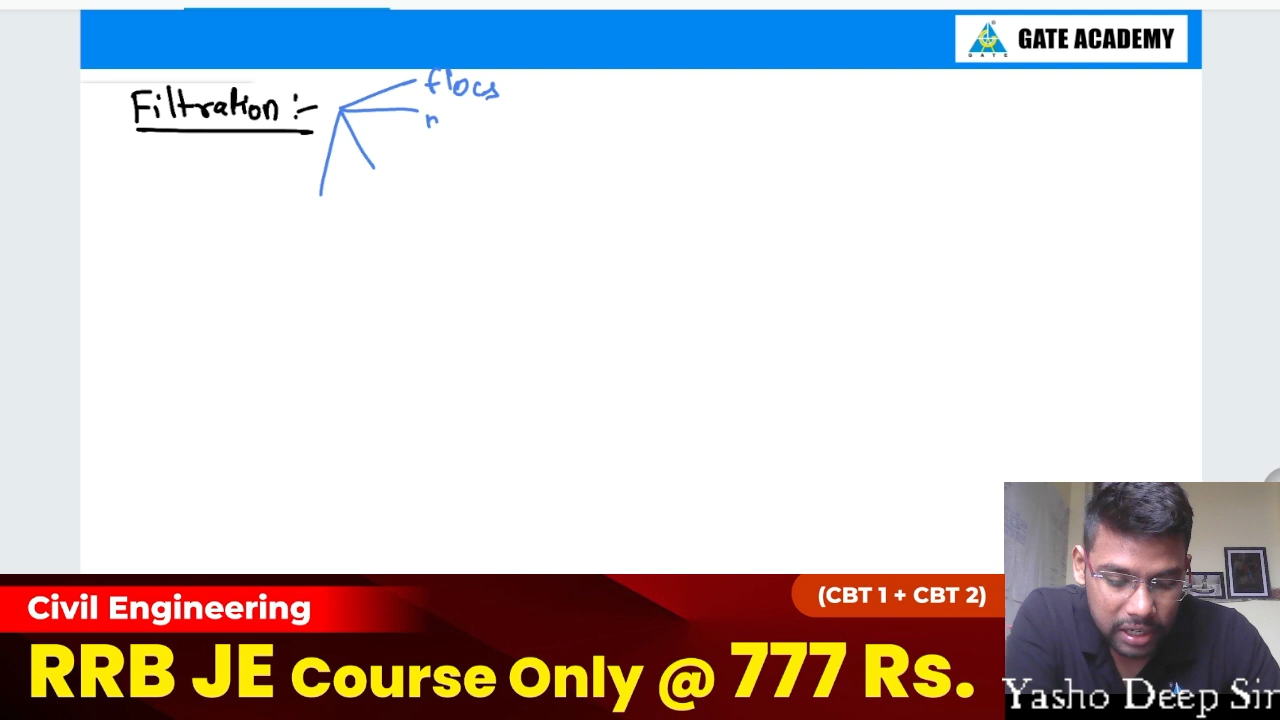 GATE ACADEMY
GATE
Filtration :-
flocs
r
Civil Engineering
(CBT 1 + CBT 2)
RRB JE Course Only @ 777 Rs.
Yasho Deep Sir